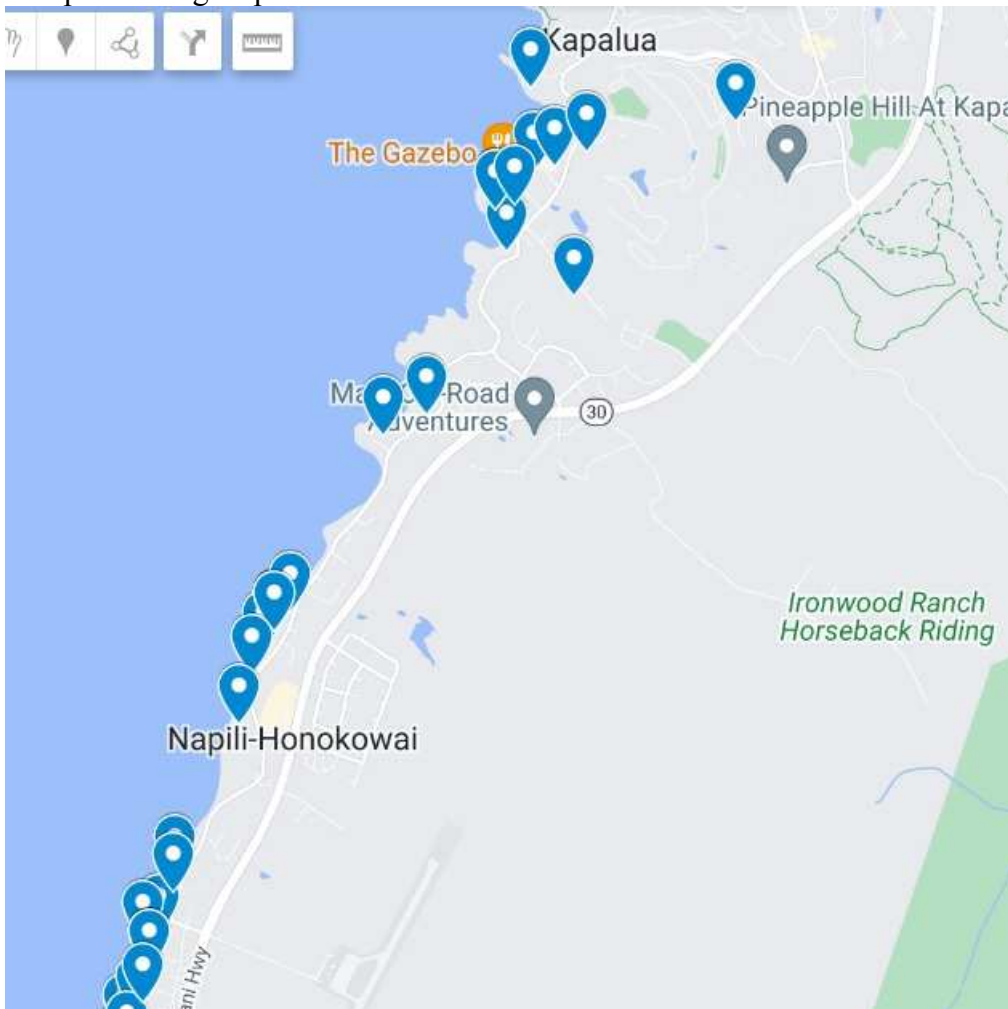 Kapalua
Pineapple Hill At Kapa
The Gazebo
Road
Adventures
30
Ironwood Ranch
Horseback Riding
Napili-Honokowai
ani Hwy